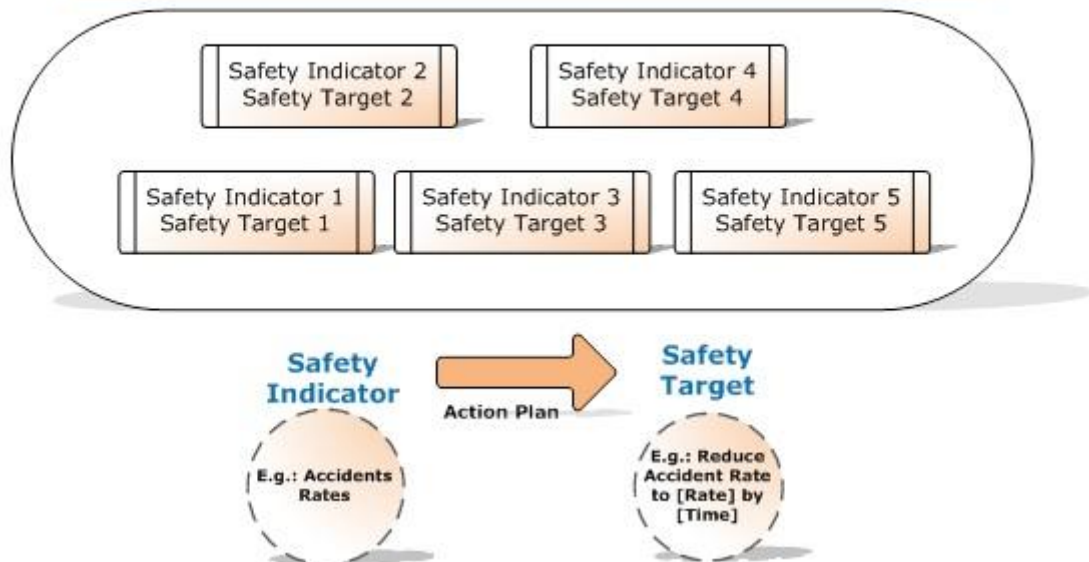 Safety Indicator 2
Safety Target 2
Safety Indicator 4
Safety Target 4
Safety Indicator 1
Safety Target 1
Safety Indicator 3
Safety Target 3
Safety Indicator 5
Safety Target 5
Safety
Indicator
Action Plan
Safety
Target
E.g.: Accidents
Rates
E.g.: Reduce
Accident Rate
to [Rate] by
[Time]